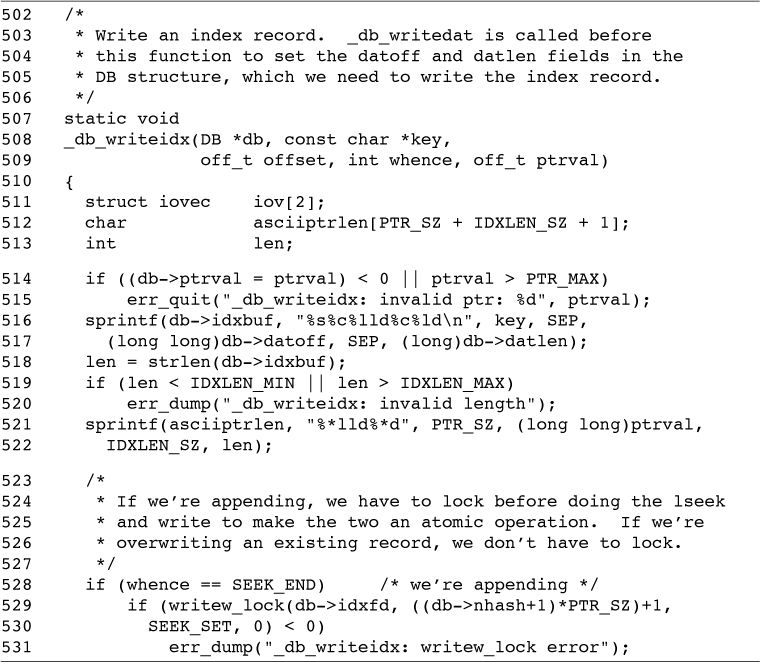 502 /*
503 * Write an index record. _db_writedat is called before
504 * this function to set the datoff and datlen fields in the
505 * DB structure, which we need to write the index record.
506 */
507 static void
508 _db_writeidx(DB *db, const char *key,
509 off_t offset, int whence, off_t ptrval)
510 {
511 struct iovec iov[2];
512 char asciiptrlen[PTR_SZ + IDXLEN_SZ + 1];
513 int len;
514 if ((db->ptrval = ptrval) < 0 || ptrval > PTR_MAX)
515 err_quit("_db_writeidx: invalid ptr: %d", ptrval);
516 sprintf(db->idxbuf, "%s%c%lld%c%ld\n", key, SEP,
517 (long long)db->datoff, SEP, (long)db->datlen);
518 len = strlen(db->idxbuf);
519 if (len < IDXLEN_MIN || len > IDXLEN_MAX)
520 err_dump("_db_writeidx: invalid length");
521 sprintf(asciiptrlen, "%*lld%*d", PTR_SZ, (long long)ptrval,
522 IDXLEN_SZ, len);
523 /*
524 * If we’re appending, we have to lock before doing the lseek
525 * and write to make the two an atomic operation. If we’re
526 * overwriting an existing record, we don’t have to lock.
527 */
528 if (whence == SEEK_END) /* we’re appending */
529 if (writew_lock(db->idxfd, ((db->nhash+1)*PTR_SZ)+1,
530 SEEK_SET, 0) < 0)
531 err_dump("_db_writeidx: writew_lock error");